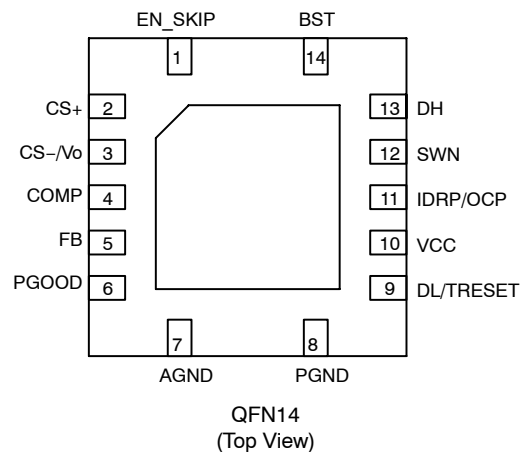 EN_SKIP BST
1 14
CS+ 2 13 DH
CS−/Vo 3 12 SWN
COMP 4 11 IDRP/OCP
FB 5 10 VCC
PGOOD 6 9 DL/TRESET
7 8
AGND PGND
QFN14
(Top View)